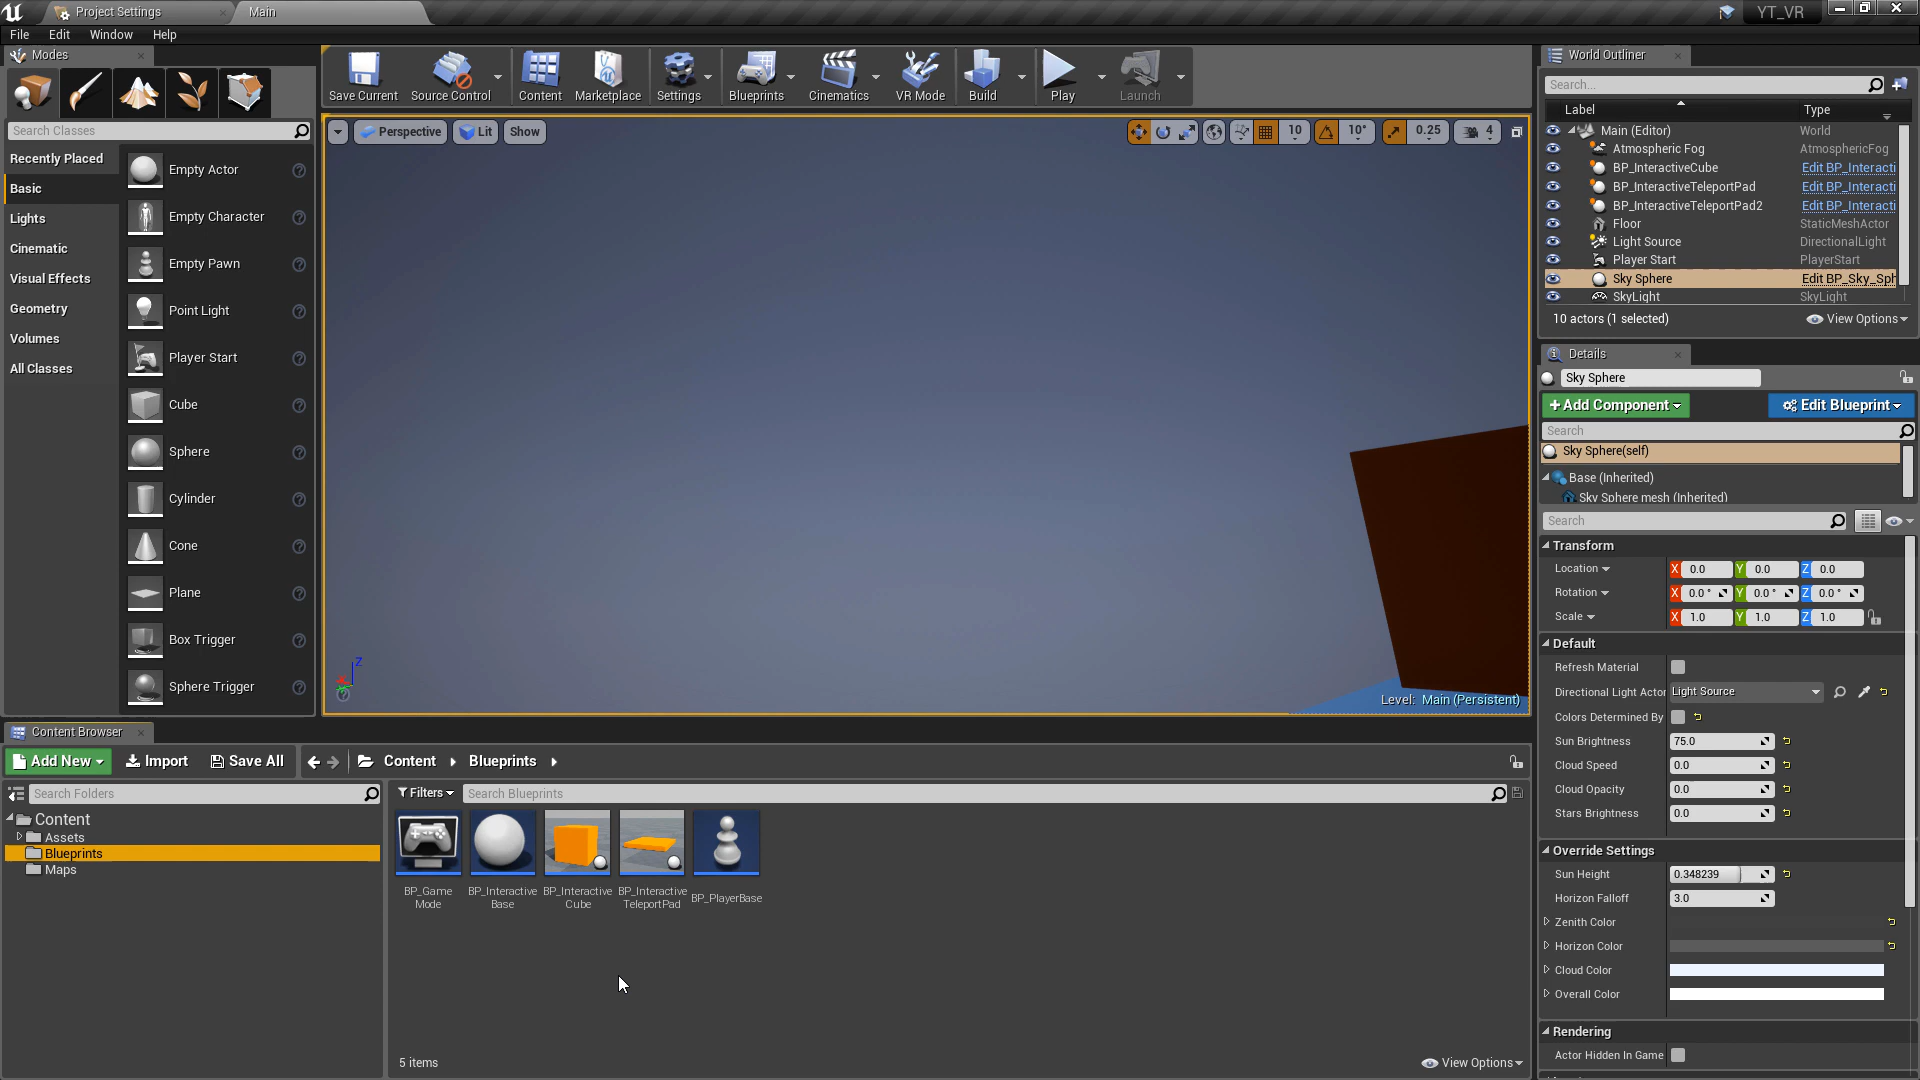 Project Settings
Main
YT_VR
File
Edit
Window
Help
Modes
Search Classes
Recently Placed
Basic
Lights
Cinematic
Visual Effects
Geometry
Volumes
All Classes
Empty Actor
Empty Character
Empty Pawn
Point Light
Player Start
Cube
Sphere
Cylinder
Cone
Plane
Box Trigger
Sphere Trigger
Save Current
Source Control
Content
Marketplace
Settings
Blueprints
Cinematics
VR Mode
Build
Play
Launch
Perspective
Lit
Show
10
10°
0.25
4
Z
Level: Main (Persistent)
World Outliner
Search...
Label
Type
Main (Editor)
World
Atmospheric Fog
AtmosphericFog
BP_InteractiveCube
Edit BP_Interacti
BP_InteractiveTeleportPad
Edit BP_Interacti
BP_InteractiveTeleportPad2
Edit BP_Interacti
Floor
StaticMeshActor
Light Source
DirectionalLight
Player Start
PlayerStart
Sky Sphere
Edit BP_Sky_Sph
SkyLight
SkyLight
10 actors (1 selected)
View Options
Details
Sky Sphere
+Add Component
Edit Blueprint
Search
Sky Sphere(self)
Base (Inherited)
Sky Sphere mesh (Inherited)
Search
Transform
Location
X 0.0 Y 0.0 Z 0.0
Rotation
X 0.0 ° Y 0.0 ° Z 0.0 °
Scale
X 1.0 Y 1.0 Z 1.0
Default
Refresh Material
Directional Light Actor
Light Source
Colors Determined By
Sun Brightness
75.0
Cloud Speed
0.0
Cloud Opacity
0.0
Stars Brightness
0.0
Override Settings
Sun Height
0.348239
Horizon Falloff
3.0
Zenith Color
Horizon Color
Cloud Color
Overall Color
Rendering
Actor Hidden In Game
Content Browser
Add New
Import
Save All
Content
Blueprints
Search Folders
Content
Assets
Blueprints
Maps
Filters
Search Blueprints
BP_Game
Mode
BP_Interactive
Base
BP_Interactive
Cube
BP_Interactive
TeleportPad
BP_PlayerBase
5 items
View Options